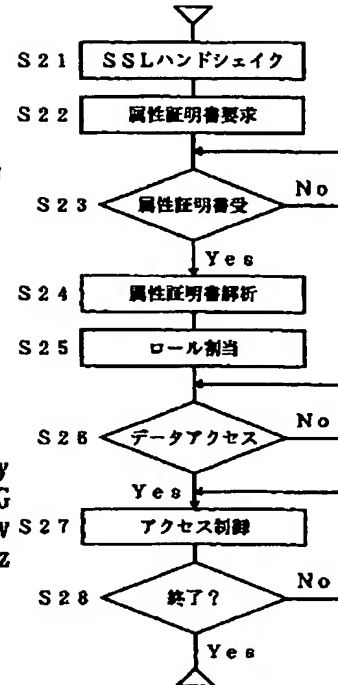 S21 SSLハンドシェイク
S22 属性証明書要求
S23 属性証明書受 No
Yes
S24 属性証明書解析
S25 ロール割当
S26 データアクセス No
y
Yes
G
S27 アクセス制御
W
z
S28 終了? No
Yes